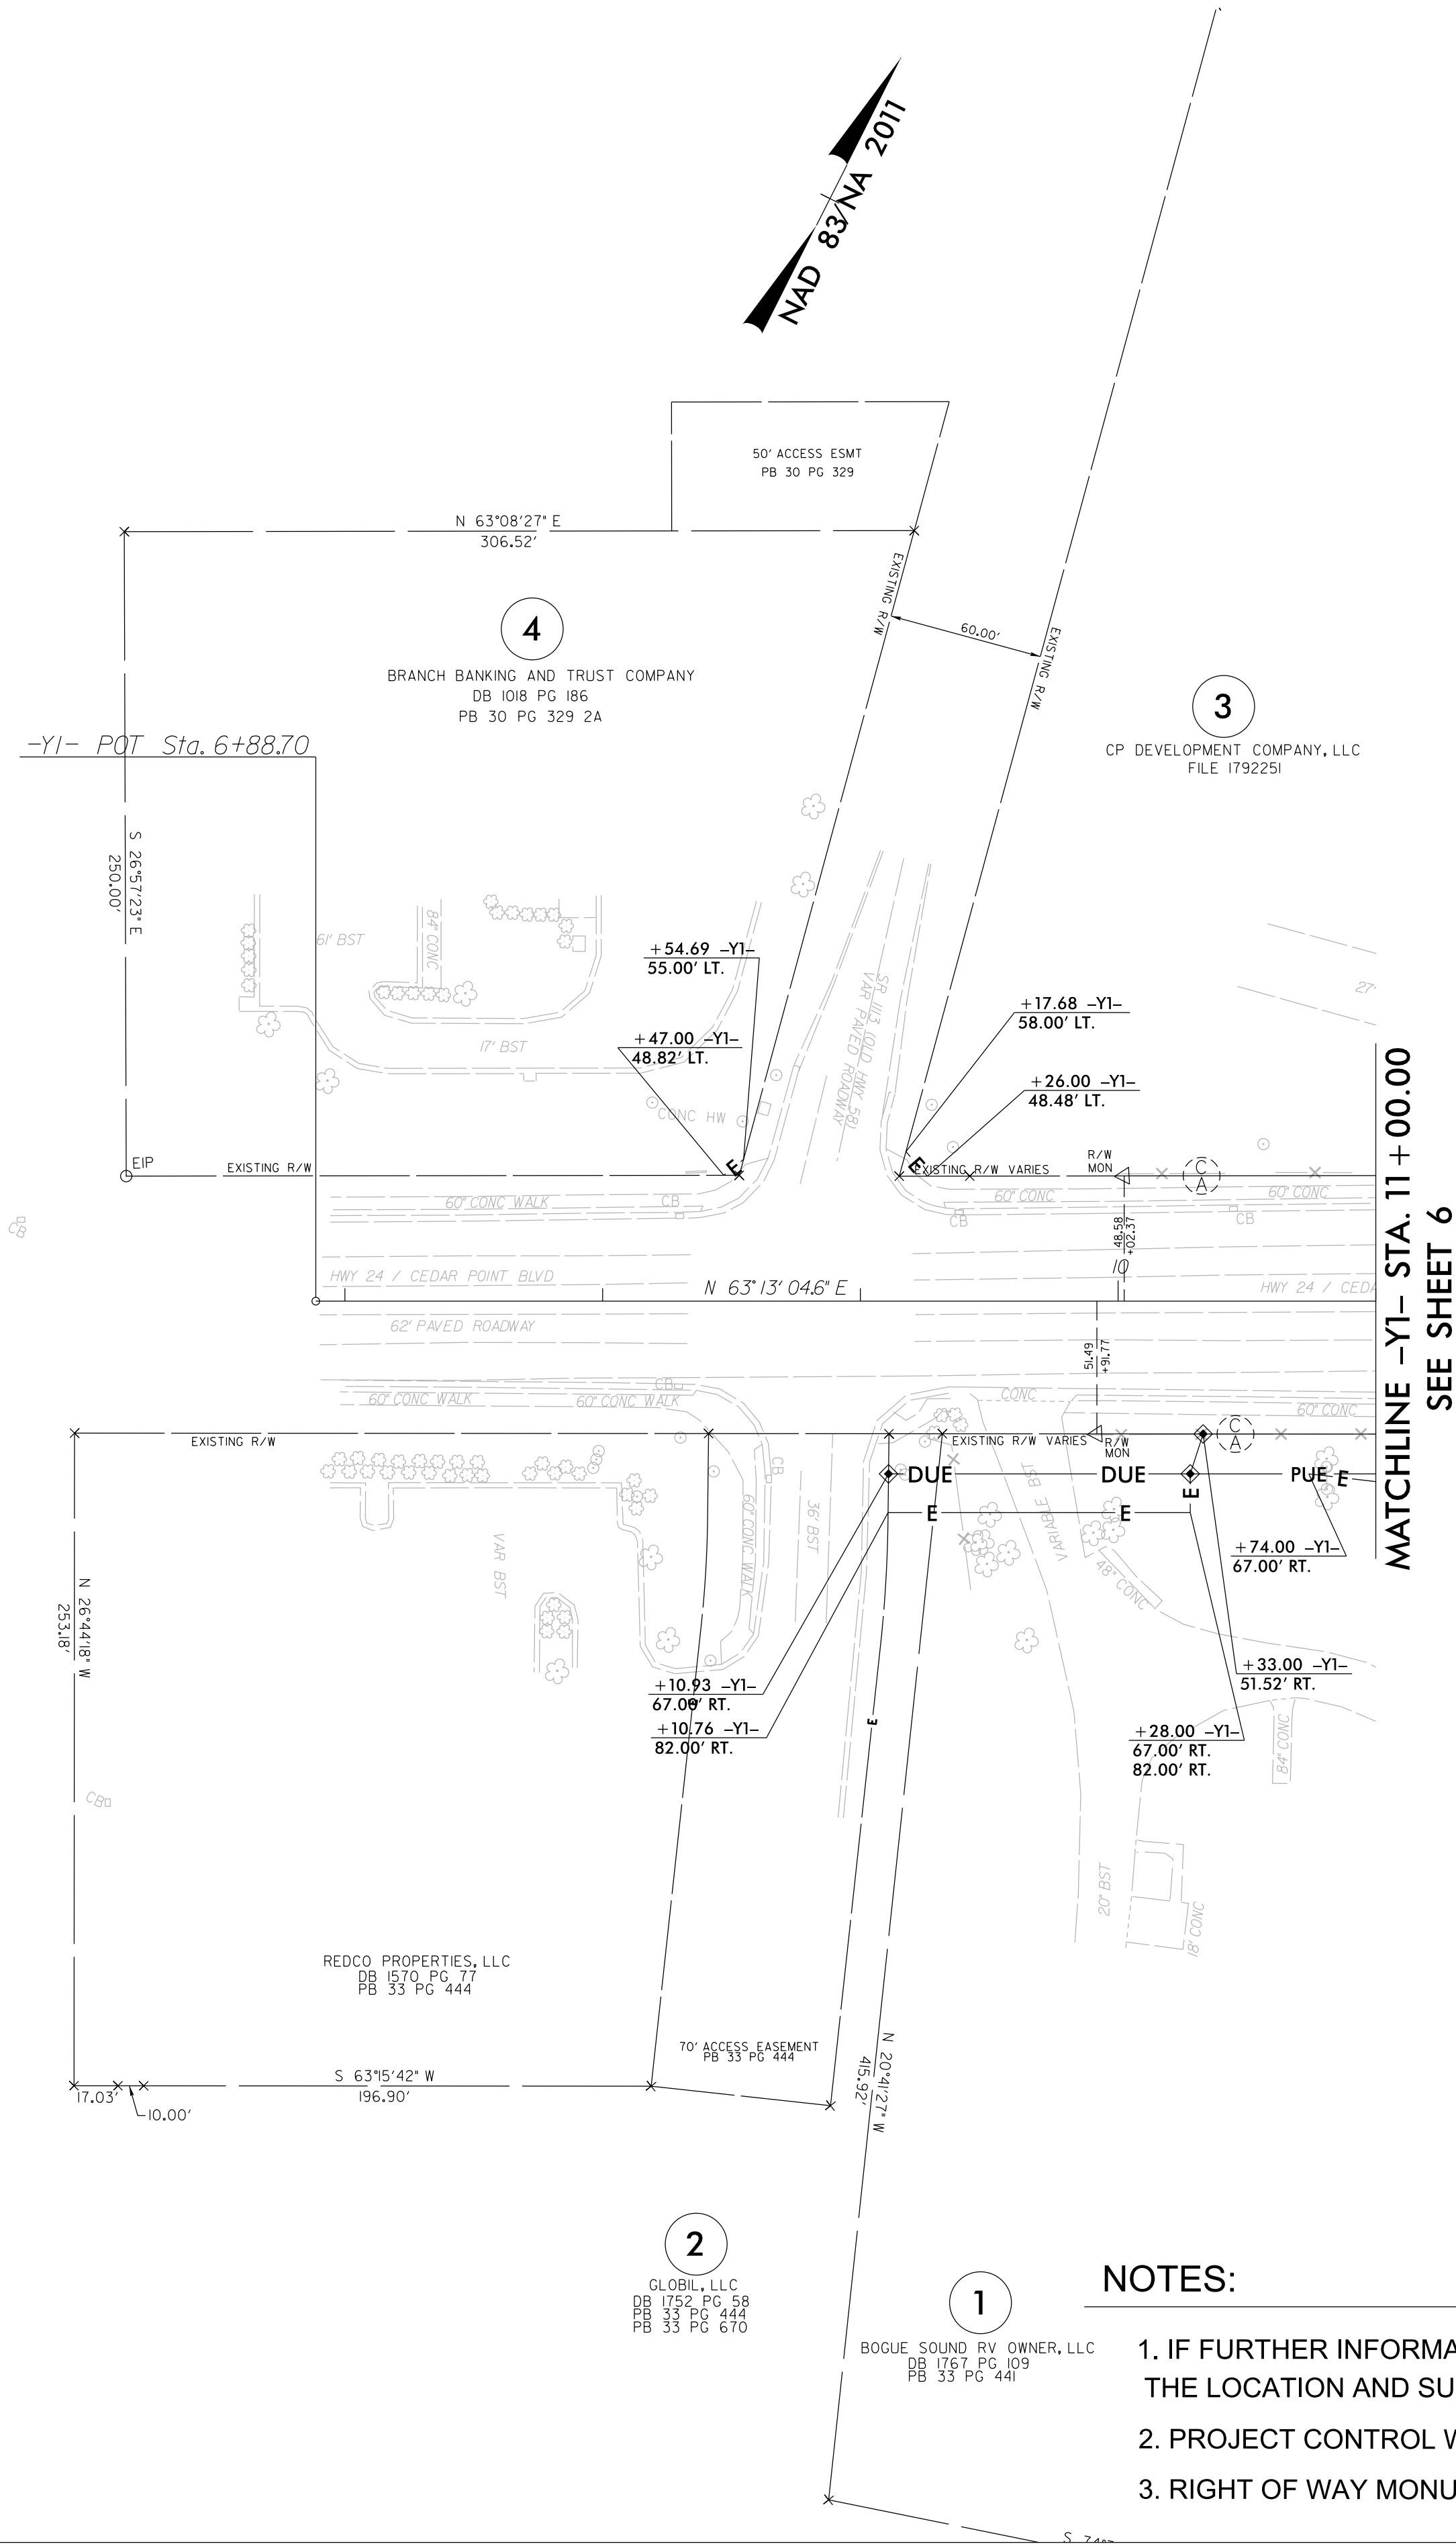 NAD 83/NA 2011
50' ACCESS ESMT
PB 30 PG 329
N 63°08'27" E
306.52'
EXISTING R/W
60.00'
EXISTING R/W
4
BRANCH BANKING AND TRUST COMPANY
DB 1018 PG 186
PB 30 PG 329 2A
3
CP DEVELOPMENT COMPANY, LLC
FILE 1792251
-Y1- POT Sta. 6+88.70
S 26°57'23" E
250.00'
61' BST
84" CONC
17' BST
+54.69 -Y1-
55.00' LT.
+47.00 -Y1-
48.82' LT.
CONC HW
SR 1113 (OLD HWY 58)
VAR PAVED ROADWAY
+17.68 -Y1-
58.00' LT.
+26.00 -Y1-
48.48' LT.
27'
E
E
EIP
EXISTING R/W
EXISTING R/W VARIES
R/W
MON
C
A
60" CONC WALK
CB
CB
60" CONC
60" CONC
CB
CB
48.58
+02.37
10
HWY 24 / CEDAR POINT BLVD
N 63° 13' 04.6" E
HWY 24 / CEDA
62' PAVED ROADWAY
51.49
+91.77
MATCHLINE -Y1- STA. 11+00.00
SEE SHEET 6
CB
60" CONC WALK
60" CONC WALK
CONC
60" CONC
EXISTING R/W
EXISTING R/W VARIES
R/W
MON
C
A
CB
DUE
DUE
PUE
E
E
E
E
VAR BST
60" CONC WALK
36' BST
VARIABLE BST
48" CONC
+74.00 -Y1-
67.00' RT.
N 26°44'18" W
253.18'
+33.00 -Y1-
51.52' RT.
+10.93 -Y1-
67.00' RT.
E
+10.76 -Y1-
82.00' RT.
E
+28.00 -Y1-
67.00' RT.
82.00' RT.
84" CONC
CB
20' BST
18' CONC
REDCO PROPERTIES, LLC
DB 1570 PG 77
PB 33 PG 444
70' ACCESS EASEMENT
PB 33 PG 444
N 20°41'27" W
415.92'
S 63°15'42" W
196.90'
17.03'
10.00'
2
GLOBIL, LLC
DB 1752 PG 58
PB 33 PG 444
PB 33 PG 670
1
BOGUE SOUND RV OWNER, LLC
DB 1767 PG 109
PB 33 PG 441
NOTES:
1. IF FURTHER INFORMA
THE LOCATION AND SU
2. PROJECT CONTROL W
3. RIGHT OF WAY MONU